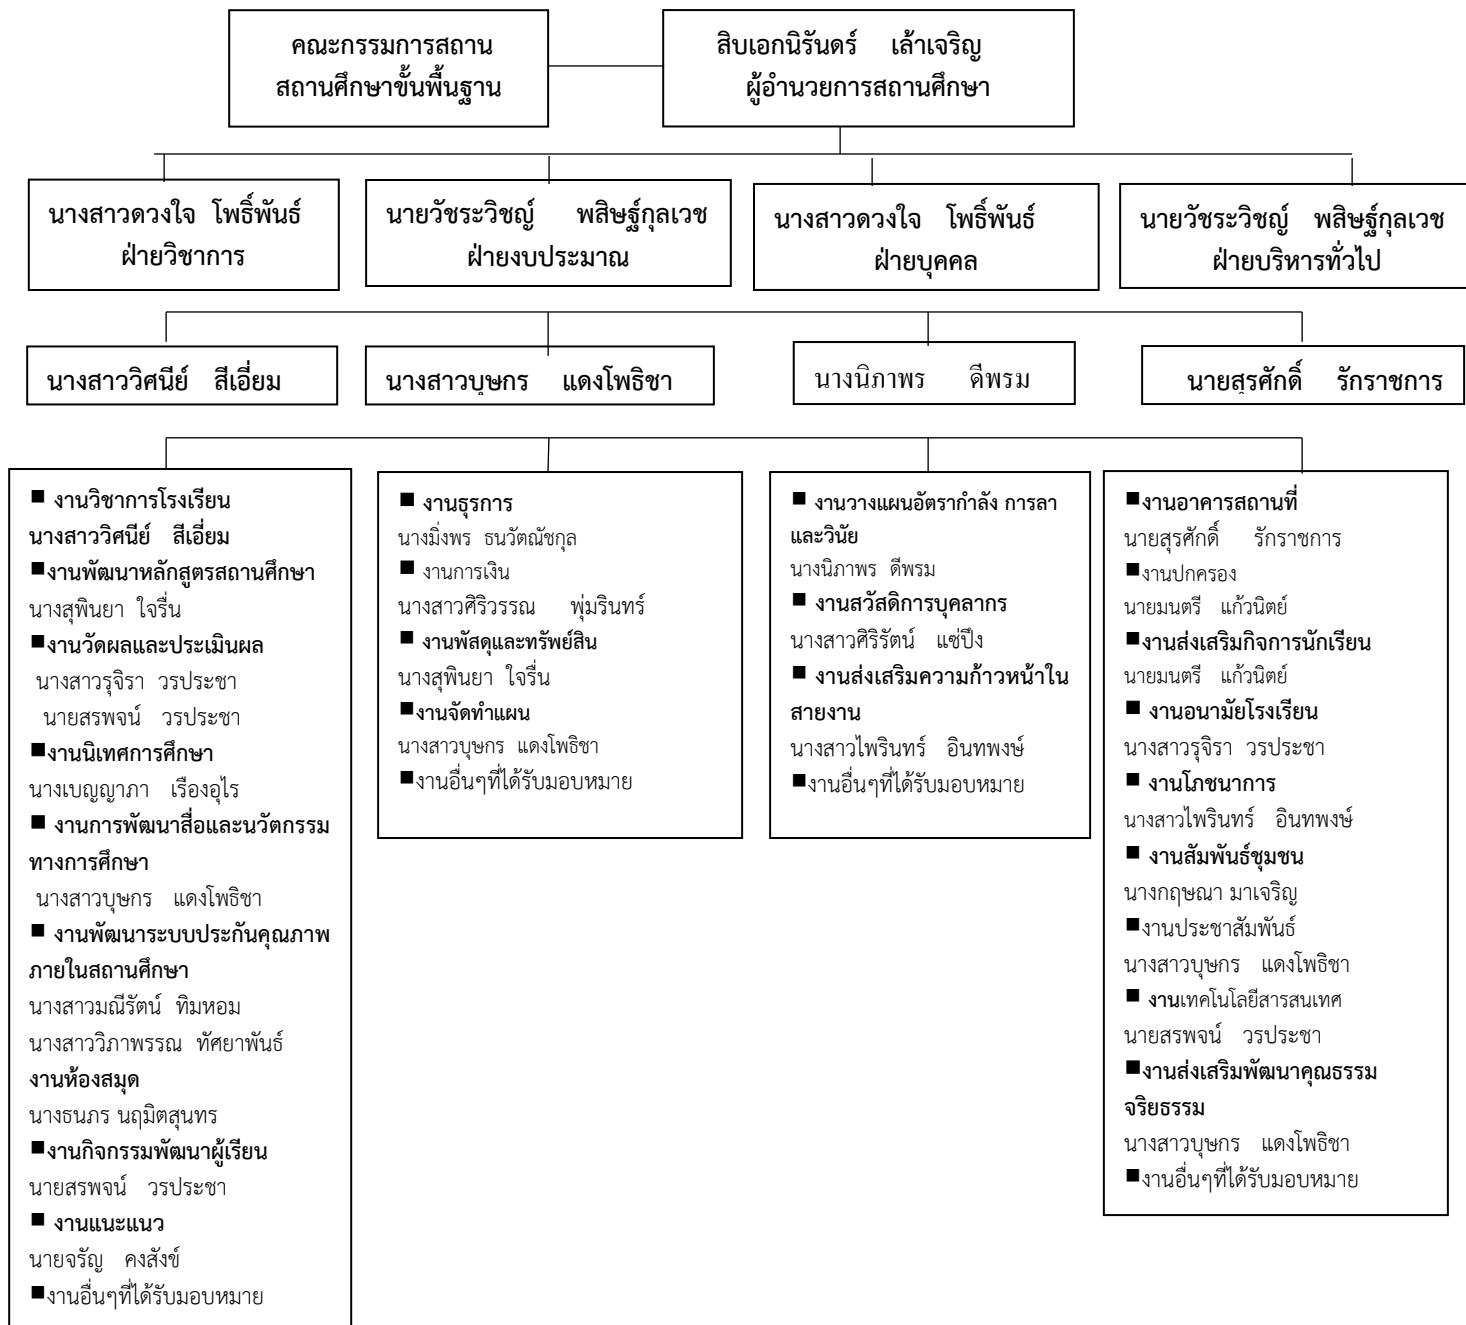 คณะกรรมการสถาน
สถานศึกษาขั้นพื้นฐาน
สิบเอกนิรันดร์ เล้าเจริญ
ผู้อำนวยการสถานศึกษา
นางสาวดวงใจ โพธิ์พันธ์
ฝ่ายวิชาการ
นายวัชระวิชญ์ พสิษฐ์กุลเวช
ฝ่ายงบประมาณ
นางสาวดวงใจ โพธิ์พันธ์
ฝ่ายบุคคล
นายวัชระวิชญ์ พสิษฐ์กุลเวช
ฝ่ายบริหารทั่วไป
นางสาววิศนีย์ สีเอี่ยม
นางสาวบุษกร แดงโพธิชา
นางนิภาพร ดีพรม
นายสุรศักดิ์ รักราชการ
■ งานวิชาการโรงเรียน
นางสาววิศนีย์ สีเอี่ยม
■งานพัฒนาหลักสูตรสถานศึกษา
นางสุพินยา ใจรื่น
■งานวัดผลและประเมินผล
นางสาวรุจิรา วรประชา
นายสรพจน์ วรประชา
■งานนิเทศการศึกษา
นางเบญญาภา เรืองอุไร
■ งานการพัฒนาสื่อและนวัตกรรม
ทางการศึกษา
นางสาวบุษกร แดงโพธิชา
■ งานพัฒนาระบบประกันคุณภาพ
ภายในสถานศึกษา
นางสาวมณีรัตน์ ทิมหอม
นางสาววิภาพรรณ ทัศยาพันธ์
งานห้องสมุด
นางธนภร นฤมิตสุนทร
■งานกิจกรรมพัฒนาผู้เรียน
นายสรพจน์ วรประชา
■ งานแนะแนว
นายจรัญ คงสังข์
■งานอื่นๆที่ได้รับมอบหมาย
■ งานธุรการ
นางมิ่งพร ธนวัตณัชกุล
■ งานการเงิน
นางสาวศิริวรรณ พุ่มรินทร์
■ งานพัสดุและทรัพย์สิน
นางสุพินยา ใจรื่น
■งานจัดทำแผน
นางสาวบุษกร แดงโพธิชา
■งานอื่นๆที่ได้รับมอบหมาย
■ งานวางแผนอัตรากำลัง การลา
และวินัย
นางนิภาพร ดีพรม
■ งานสวัสดิการบุคลากร
นางสาวศิริรัตน์ แซ่ปึง
■ งานส่งเสริมความก้าวหน้าใน
สายงาน
นางสาวไพรินทร์ อินทพงษ์
■งานอื่นๆที่ได้รับมอบหมาย
■งานอาคารสถานที่
นายสุรศักดิ์ รักราชการ
■งานปกครอง
นายมนตรี แก้วนิตย์
■งานส่งเสริมกิจการนักเรียน
นายมนตรี แก้วนิตย์
■ งานอนามัยโรงเรียน
นางสาวรุจิรา วรประชา
■ งานโภชนาการ
นางสาวไพรินทร์ อินทพงษ์
■ งานสัมพันธ์ชุมชน
นางกฤษณา มาเจริญ
■งานประชาสัมพันธ์
นางสาวบุษกร แดงโพธิชา
■ งานเทคโนโลยีสารสนเทศ
นายสรพจน์ วรประชา
■งานส่งเสริมพัฒนาคุณธรรม
จริยธรรม
นางสาวบุษกร แดงโพธิชา
■งานอื่นๆที่ได้รับมอบหมาย